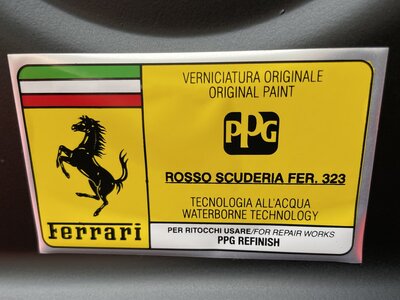 VERNICIATURA ORIGINALE
ORIGINAL PAINT
PPG
ROSSO SCUDERIA FER. 323
TECNOLOGIA ALL'ACQUA
WATERBORNE TECHNOLOGY
Ferrari
PER RITOCCHI USARE/FOR REPAIR WORKS
PPG REFINISH